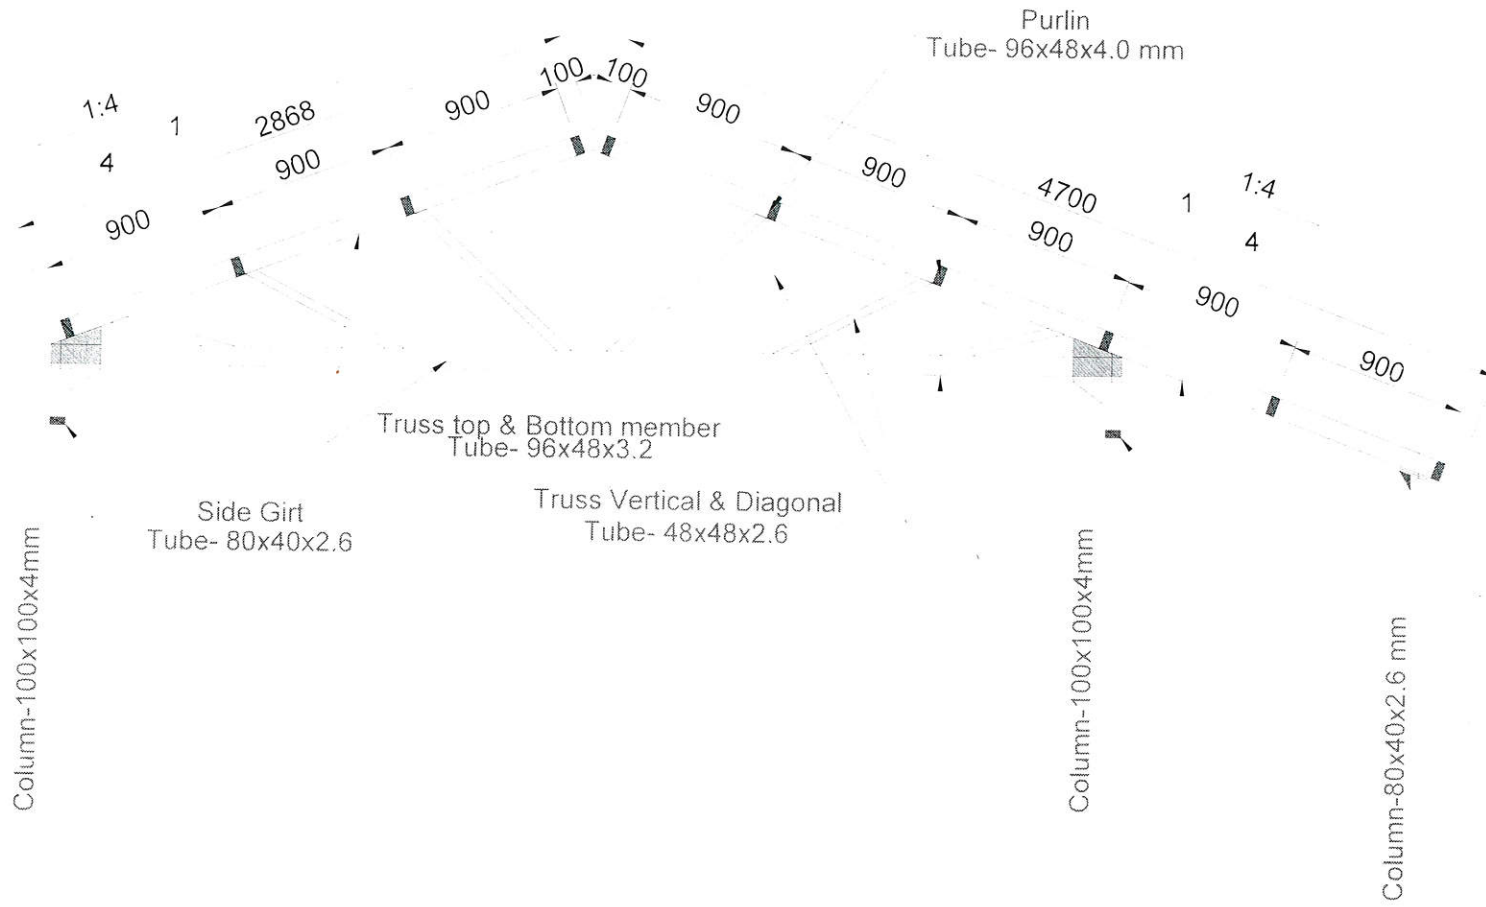 Purlin
Tube- 96x48x4.0 mm
1:4
1
4
2868
900
900
900
100
100
900
900
4700
900
900
900
1
1:4
4
Truss top & Bottom member
Tube- 96x48x3.2
Side Girt
Tube- 80x40x2.6
Truss Vertical & Diagonal
Tube- 48x48x2.6
Column-100x100x4mm
Column-100x100x4mm
Column-80x40x2.6 mm